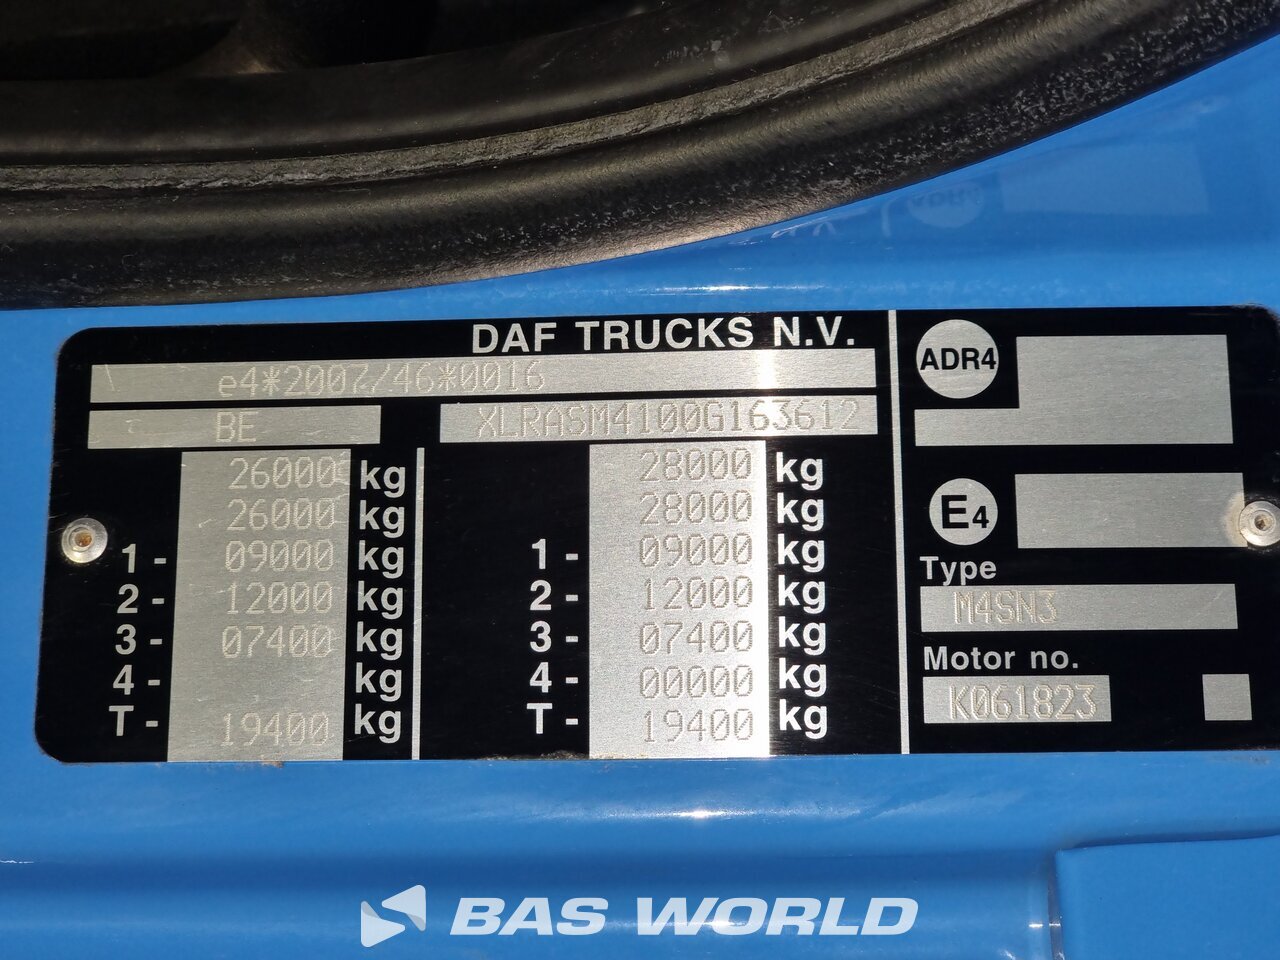 DAF TRUCKS N.V.
e4*2007/46*0016
BE XLRASM4100G163612
26000 kg 28000 kg
26000 kg 28000 kg
1- 09000 kg 1- 09000 kg
2- 12000 kg 2- 12000 kg
3- 07400 kg 3- 07400 kg
4- kg 4- 00000 kg
T- 19400 kg T- 19400 kg
ADR4
E4
Type
M4SN3
Motor no.
K061823
BAS WORLD